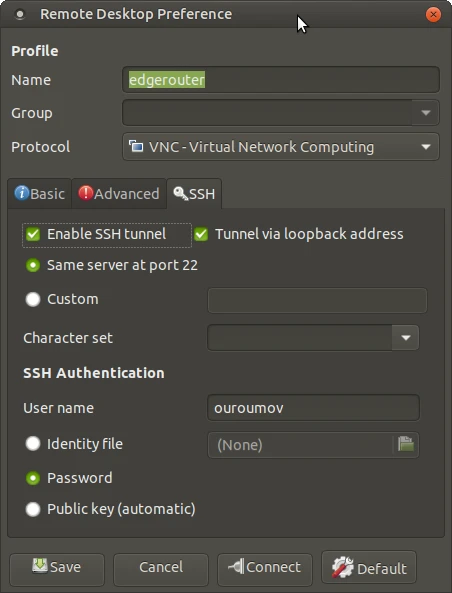 Remote Desktop Preference
Profile
Name edgerouter
Group
Protocol VNC - Virtual Network Computing
Basic Advanced SSH
Enable SSH tunnel Tunnel via loopback address
Same server at port 22
Custom
Character set
SSH Authentication
User name ouroumov
Identity file (None)
Password
Public key (automatic)
Save Cancel Connect Default